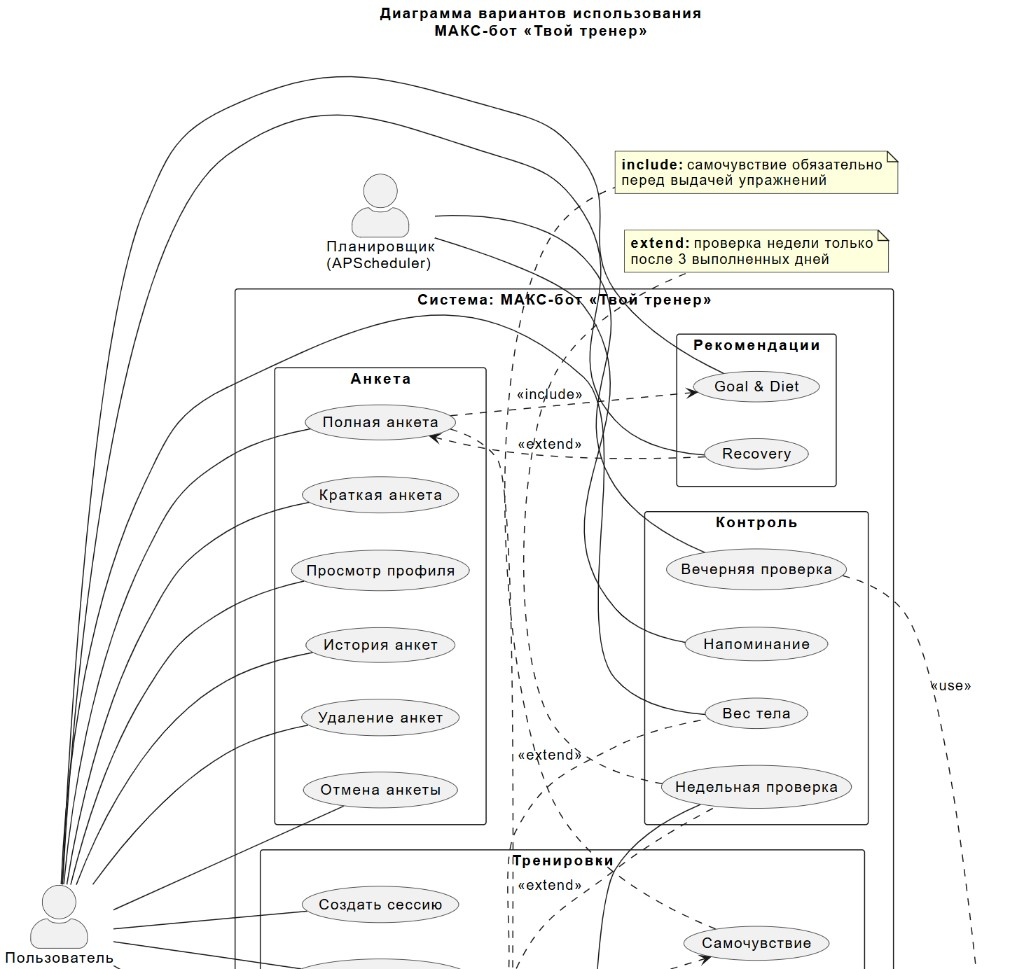 Диаграмма вариантов использования
МАКС-бот «Твой тренер»
include: самочувствие обязательно
перед выдачей упражнений
Планировщик
(APScheduler)
extend: проверка недели только
после 3 выполненных дней
Система: МАКС-бот «Твой тренер»
Рекомендации
Анкета
Goal & Diet
«include»
Полная анкета
«extend»
Recovery
Краткая анкета
Контроль
Просмотр профиля
Вечерняя проверка
История анкет
Напоминание
«use»
Удаление анкет
Вес тела
«extend»
Отмена анкеты
Недельная проверка
Тренировки
«extend»
Создать сессию
Самочувствие
Пользователь